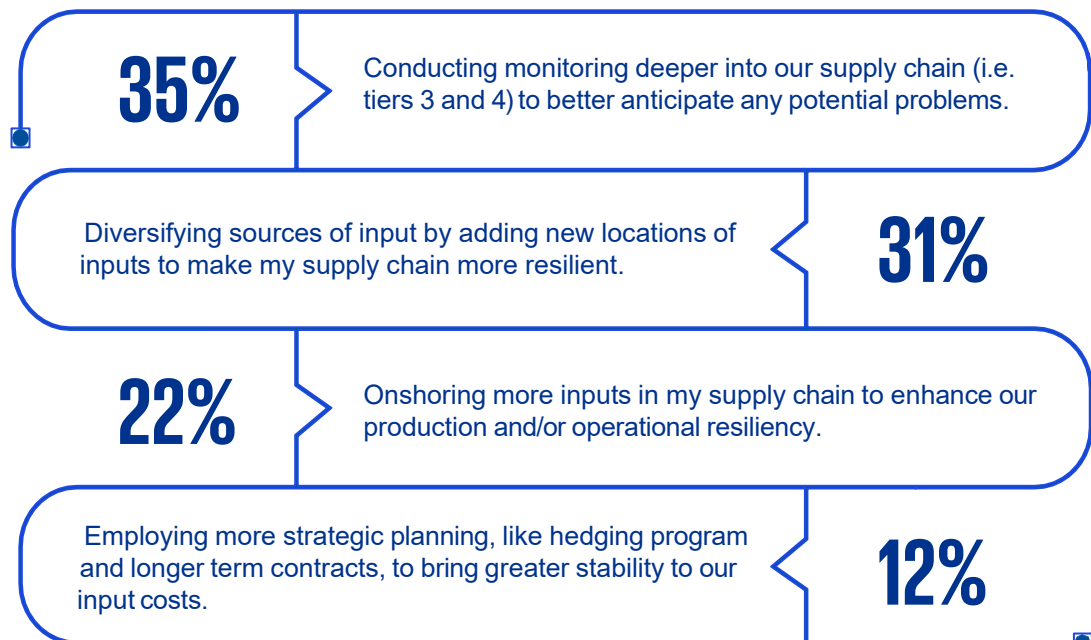 35%
Conducting monitoring deeper into our supply chain (i.e.
tiers 3 and 4) to better anticipate any potential problems.
Diversifying sources of input by adding new locations of
inputs to make my supply chain more resilient.
31%
22%
Onshoring more inputs in my supply chain to enhance our
production and/or operational resiliency.
Employing more strategic planning, like hedging program
and longer term contracts, to bring greater stability to our
input costs.
12%